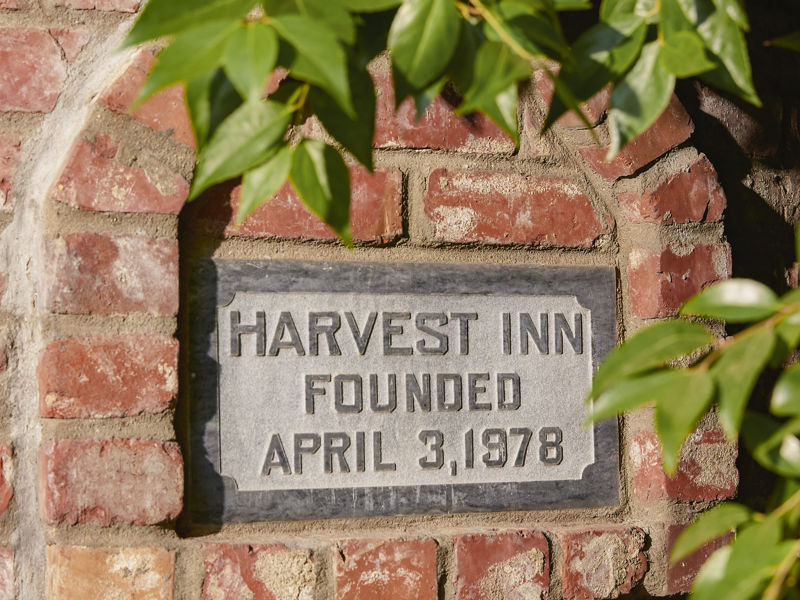 HARVEST INN
FOUNDED
APRIL 3,1978